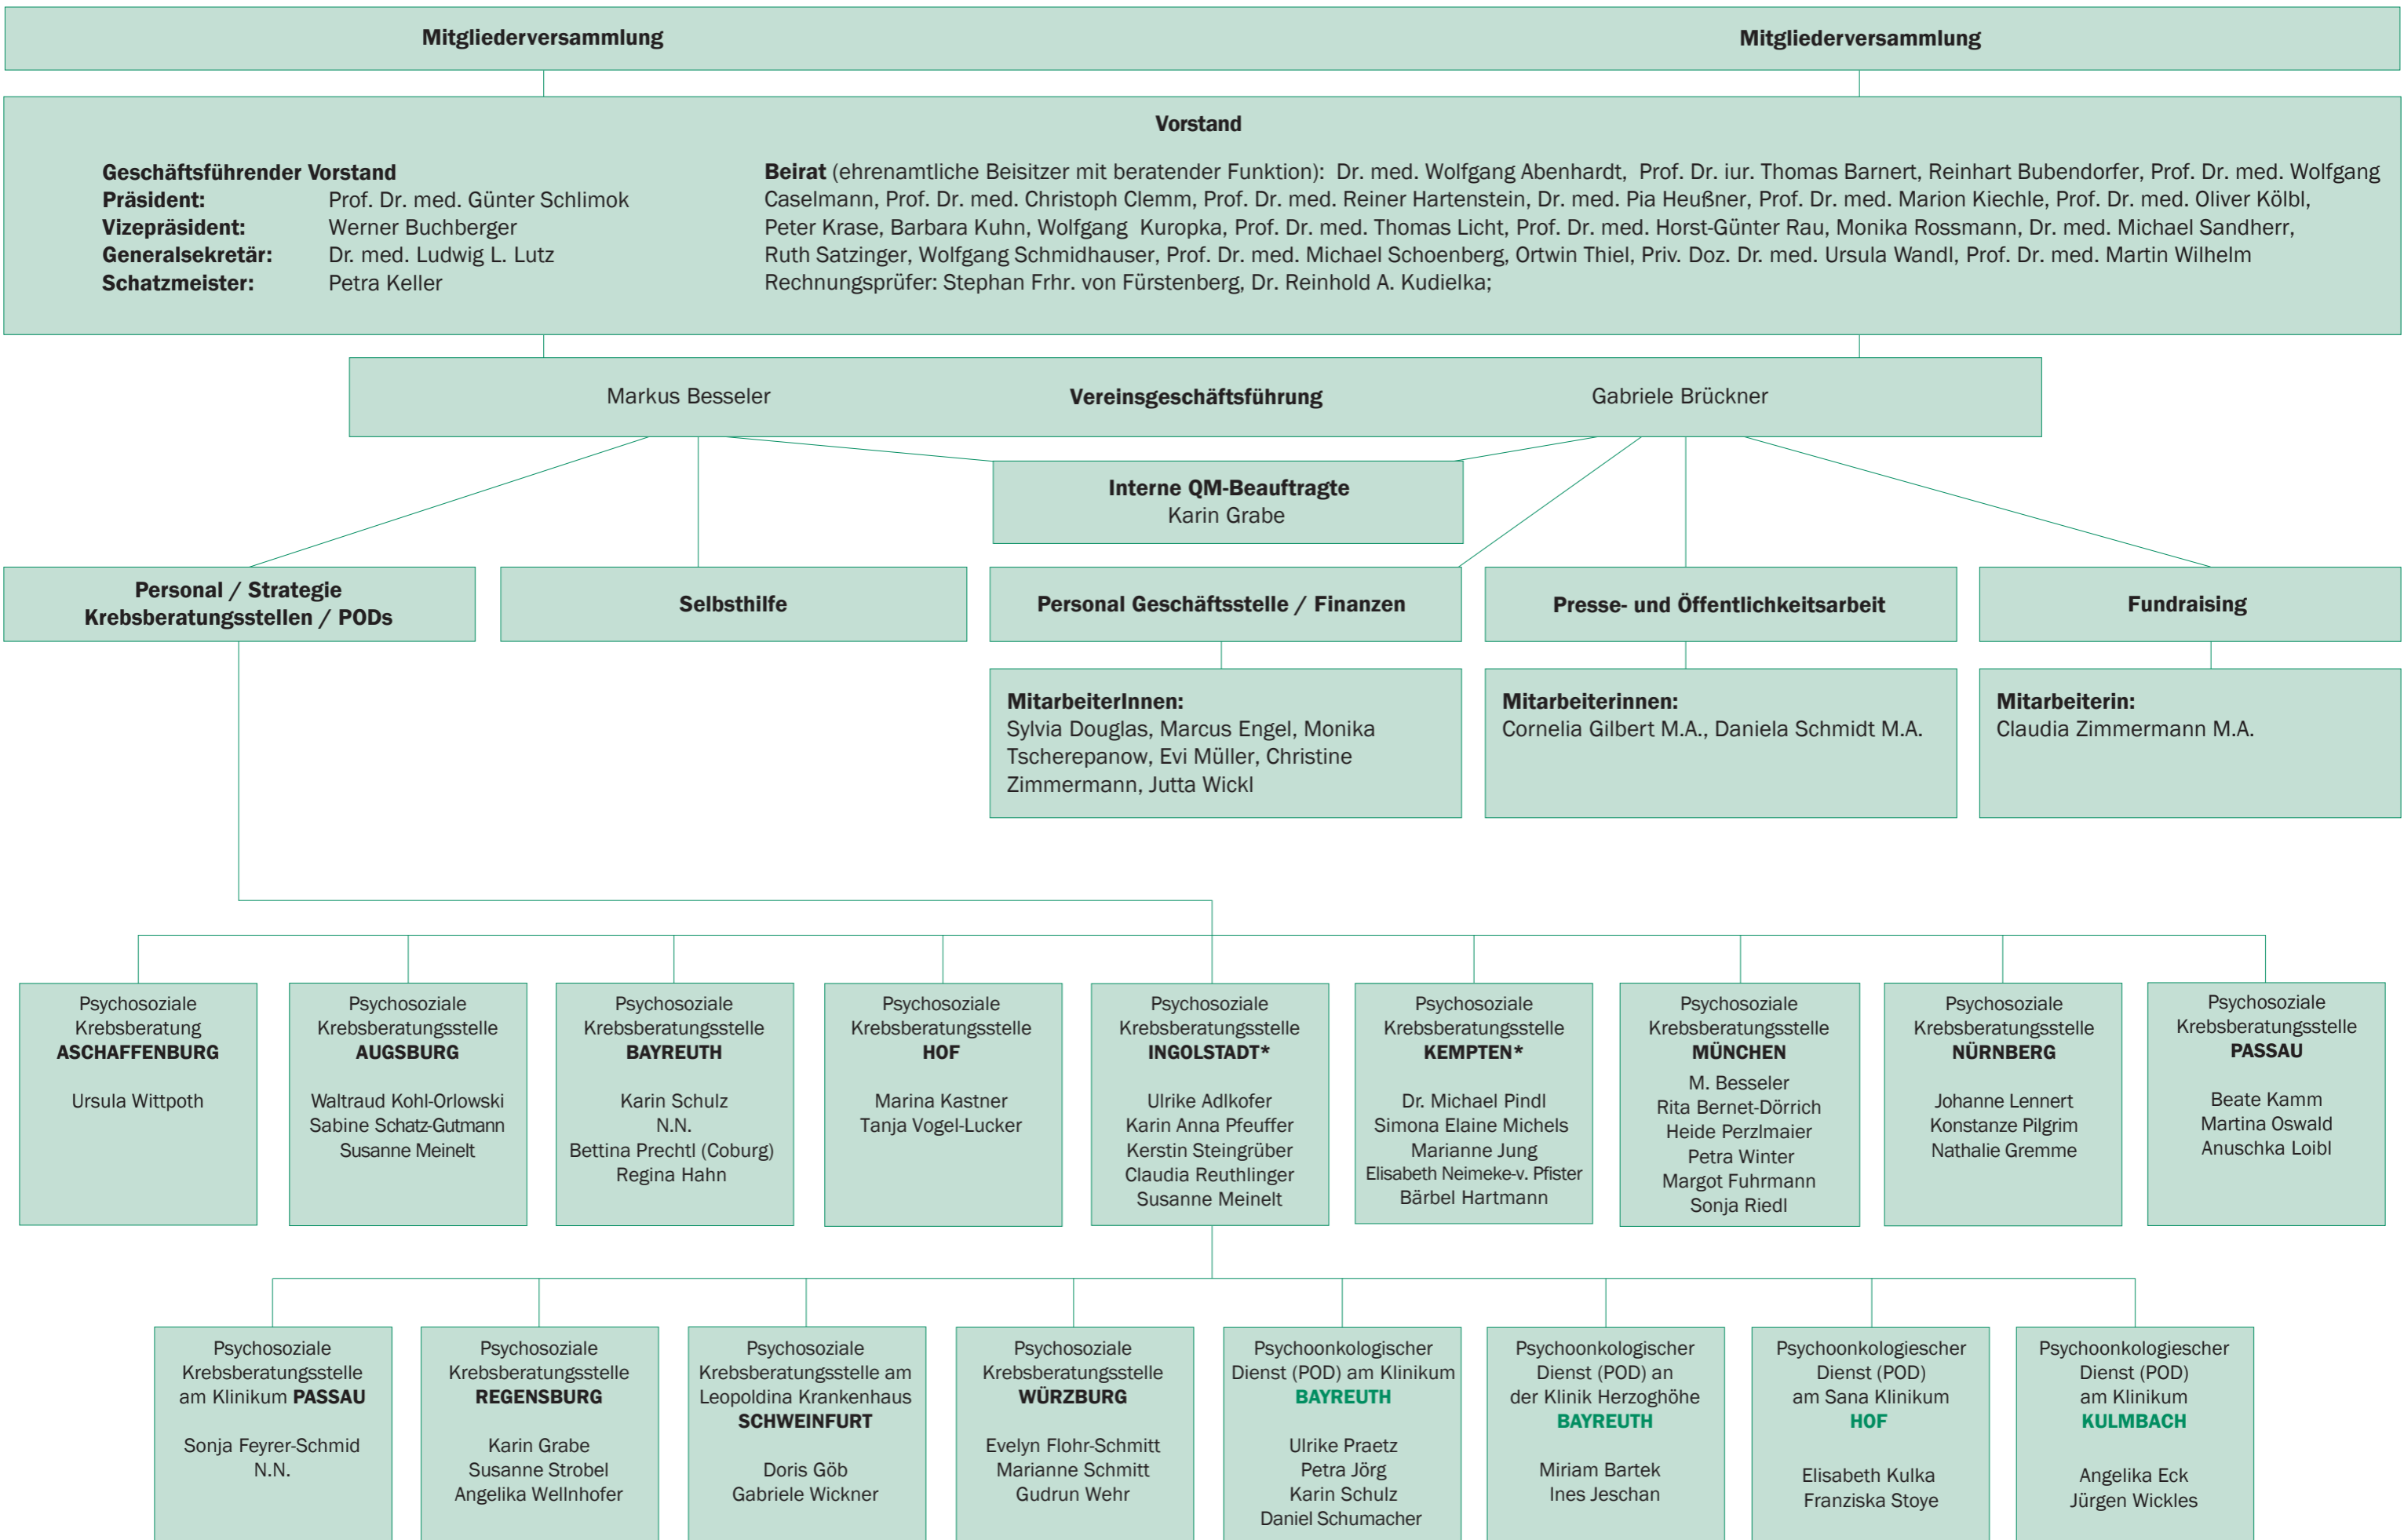 Mitgliederversammlung
Mitgliederversammlung
Vorstand
Geschäftsführender Vorstand
Präsident: Prof. Dr. med. Günter Schlimok
Vizepräsident: Werner Buchberger
Generalsekretär: Dr. med. Ludwig L. Lutz
Schatzmeister: Petra Keller
Beirat (ehrenamtliche Beisitzer mit beratender Funktion): Dr. med. Wolfgang Abenhardt, Prof. Dr. iur. Thomas Barnert, Reinhart Bubendorfer, Prof. Dr. med. Wolfgang
Caselmann, Prof. Dr. med. Christoph Clemm, Prof. Dr. med. Reiner Hartenstein, Dr. med. Pia Heußner, Prof. Dr. med. Marion Kiechle, Prof. Dr. med. Oliver Kölbl,
Peter Krase, Barbara Kuhn, Wolfgang Kuropka, Prof. Dr. med. Thomas Licht, Prof. Dr. med. Horst-Günter Rau, Monika Rossmann, Dr. med. Michael Sandherr,
Ruth Satzinger, Wolfgang Schmidhauser, Prof. Dr. med. Michael Schoenberg, Ortwin Thiel, Priv. Doz. Dr. med. Ursula Wandl, Prof. Dr. med. Martin Wilhelm
Rechnungsprüfer: Stephan Frhr. von Fürstenberg, Dr. Reinhold A. Kudielka;
Markus Besseler
Vereinsgeschäftsführung
Gabriele Brückner
Interne QM-Beauftragte
Karin Grabe
Personal / Strategie
Krebsberatungsstellen / PODs
Selbsthilfe
Personal Geschäftsstelle / Finanzen
Presse- und Öffentlichkeitsarbeit
Fundraising
MitarbeiterInnen:
Sylvia Douglas, Marcus Engel, Monika
Tscherepanow, Evi Müller, Christine
Zimmermann, Jutta Wickl
Mitarbeiterinnen:
Cornelia Gilbert M.A., Daniela Schmidt M.A.
Mitarbeiterin:
Claudia Zimmermann M.A.
Psychosoziale
Krebsberatung
ASCHAFFENBURG
Ursula Wittpoth
Psychosoziale
Krebsberatungsstelle
AUGSBURG
Waltraud Kohl-Orlowski
Sabine Schatz-Gutmann
Susanne Meinelt
Psychosoziale
Krebsberatungsstelle
BAYREUTH
Karin Schulz
N.N.
Bettina Prechtl (Coburg)
Regina Hahn
Psychosoziale
Krebsberatungsstelle
HOF
Marina Kastner
Tanja Vogel-Lucker
Psychosoziale
Krebsberatungsstelle
INGOLSTADT*
Ulrike Adlkofer
Karin Anna Pfeuffer
Kerstin Steingrüber
Claudia Reuthlinger
Susanne Meinelt
Psychosoziale
Krebsberatungsstelle
KEMPTEN*
Dr. Michael Pindl
Simona Elaine Michels
Marianne Jung
Elisabeth Neimeke-v. Pfister
Bärbel Hartmann
Psychosoziale
Krebsberatungsstelle
MÜNCHEN
M. Besseler
Rita Bernet-Dörrich
Heide Perzlmaier
Petra Winter
Margot Fuhrmann
Sonja Riedl
Psychosoziale
Krebsberatungsstelle
NÜRNBERG
Johanne Lennert
Konstanze Pilgrim
Nathalie Gremme
Psychosoziale
Krebsberatungsstelle
PASSAU
Beate Kamm
Martina Oswald
Anuschka Loibl
Psychosoziale
Krebsberatungsstelle
am Klinikum PASSAU
Sonja Feyrer-Schmid
N.N.
Psychosoziale
Krebsberatungsstelle
REGENSBURG
Karin Grabe
Susanne Strobel
Angelika Wellnhofer
Psychosoziale
Krebsberatungsstelle am
Leopoldina Krankenhaus
SCHWEINFURT
Doris Göb
Gabriele Wickner
Psychosoziale
Krebsberatungsstelle
WÜRZBURG
Evelyn Flohr-Schmitt
Marianne Schmitt
Gudrun Wehr
Psychoonkologischer
Dienst (POD) am Klinikum
BAYREUTH
Ulrike Praetz
Petra Jörg
Karin Schulz
Daniel Schumacher
Psychoonkologischer
Dienst (POD) an
der Klinik Herzoghöhe
BAYREUTH
Miriam Bartek
Ines Jeschan
Psychoonkologiescher
Dienst (POD)
am Sana Klinikum
HOF
Elisabeth Kulka
Franziska Stoye
Psychoonkologiescher
Dienst (POD)
am Klinikum
KULMBACH
Angelika Eck
Jürgen Wickles